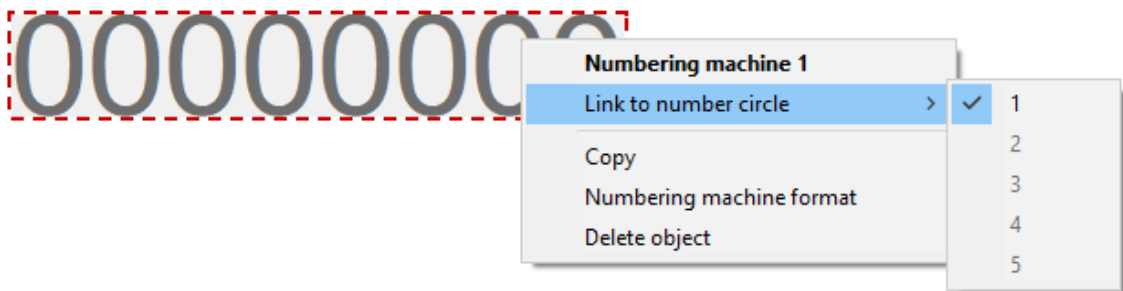 00000000
Numbering machine 1
Link to number circle > ✓ 1
2
Copy
3
Numbering machine format
4
Delete object
5